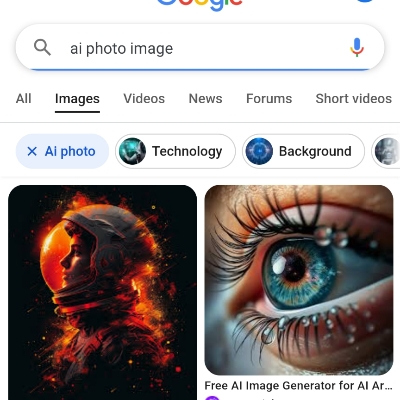 Google
ai photo image
All Images Videos News Forums Short videos
× Ai photo Technology Background
Free AI Image Generator for AI Ar...